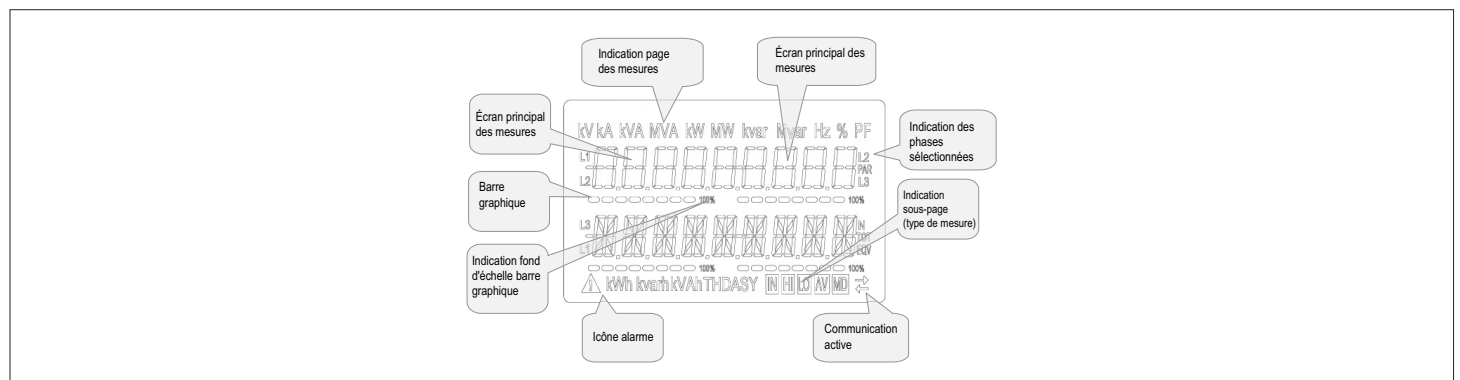 Indication page
des mesures
Écran principal des
mesures
Écran principal
des mesures
Indication des
phases
sélectionnées
kV kA kVA MVA kW MW kvar Mvar Hz % PF
L1
L2
L2
PAR
L3
Barre
graphique
100%
100%
Indication
sous-page
(type de mesure)
L3
L1
N
TOT
EQV
Indication fond
d'échelle barre
graphique
100%
100%
kWh kvarh kVAh THD ASY IN HI LO AV MD
Icône alarme
Communication
active